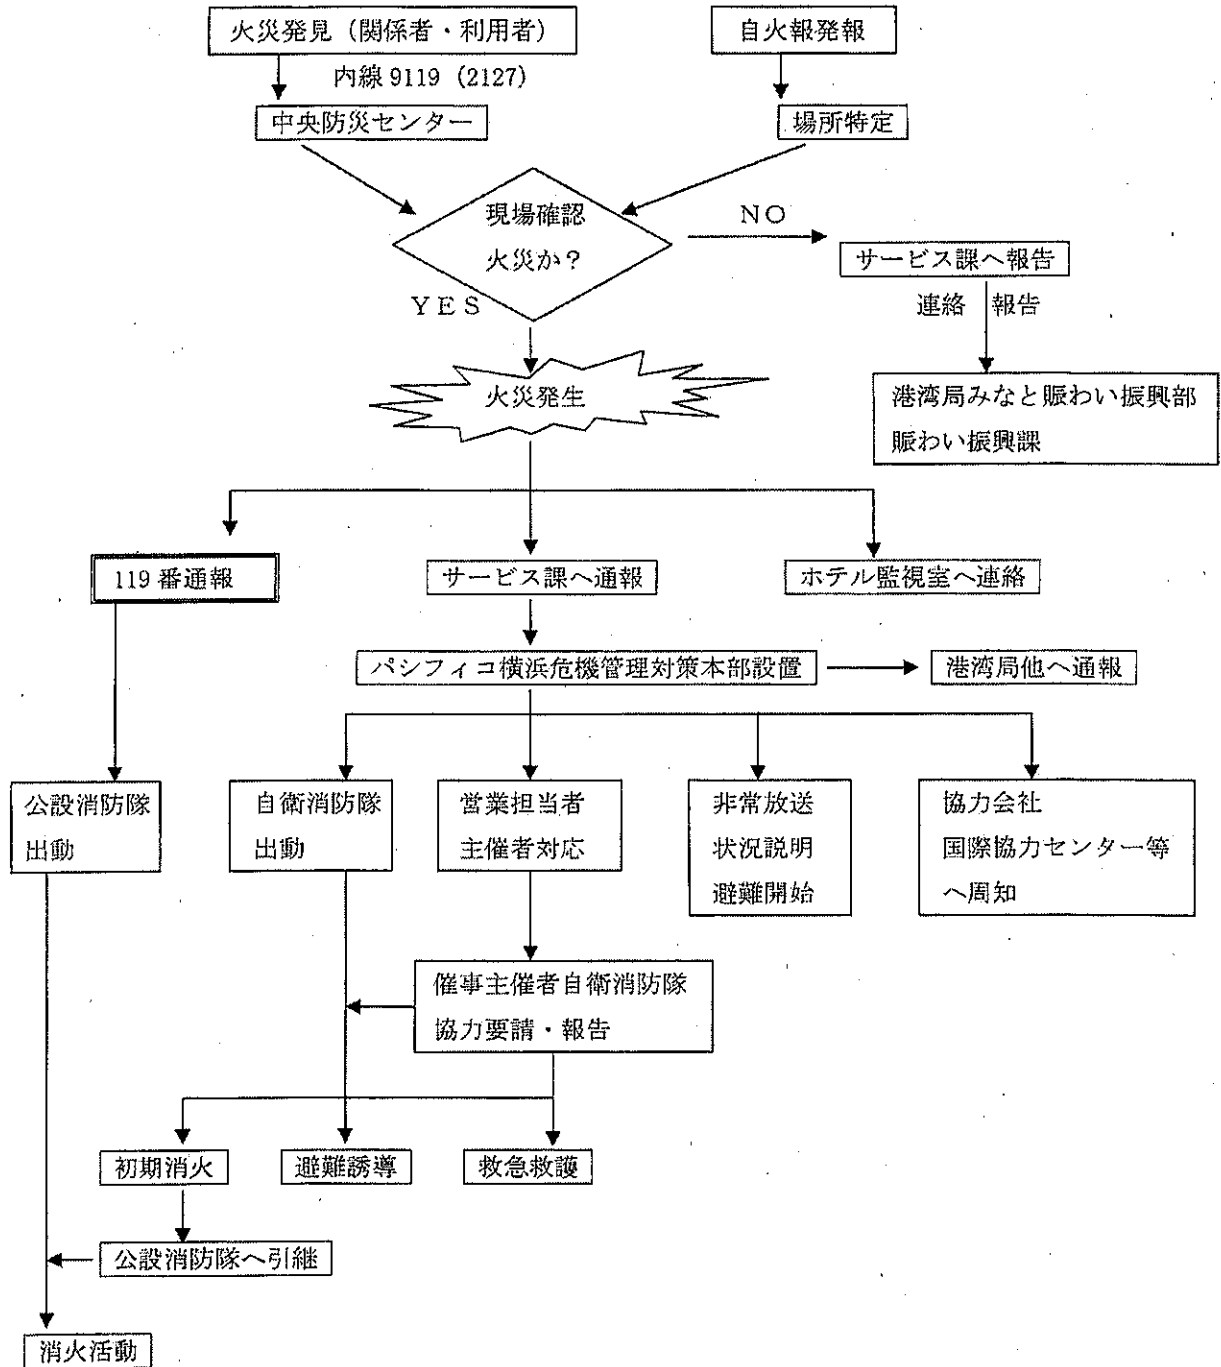 火災発見（関係者・利用者）
自火報発報
内線 9119（2127）
中央防災センター
場所特定
現場確認
火災か？
NO
サービス課へ報告
YES
連絡
報告
港湾局みなと賑わい振興部
賑わい振興課
火災発生
119 番通報
サービス課へ通報
ホテル監視室へ連絡
パシフィコ横浜危機管理対策本部設置
港湾局他へ通報
公設消防隊
出動
自衛消防隊
出動
営業担当者
主催者対応
非常放送
状況説明
避難開始
協力会社
国際協力センター等
へ周知
催事主催者自衛消防隊
協力要請・報告
初期消火
避難誘導
救急救護
公設消防隊へ引継
消火活動